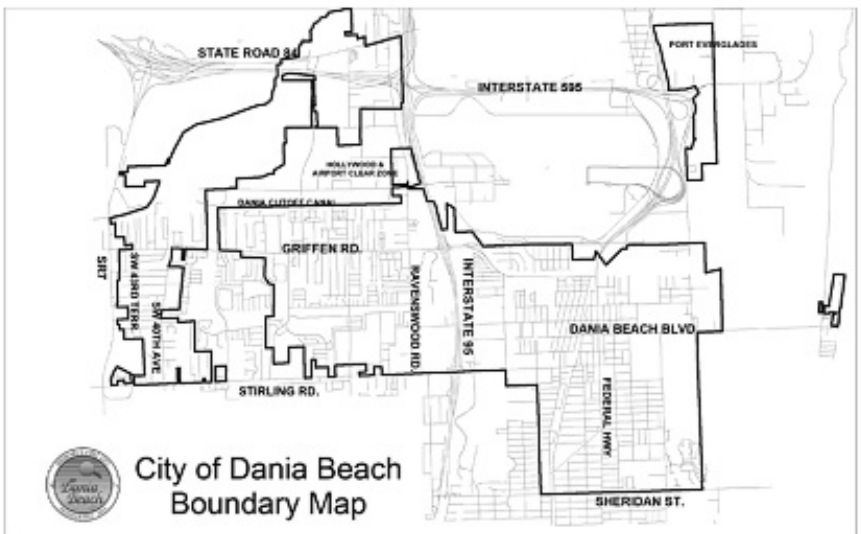 STATE ROAD 84
PORT EVERGLADES
INTERSTATE 595
HOLLYWOOD &
AIRPORT CLEAR ZONE
DANIA CUTOFF CANAL
GRIFFEN RD.
SRT
SW 43RD TERR.
SW 40TH AVE
RAVENSWOOD RD.
INTERSTATE 95
DANIA BEACH BLVD
FEDERAL HWY
STIRLING RD.
SHERIDAN ST.
Dania
Beach
City of Dania Beach
Boundary Map